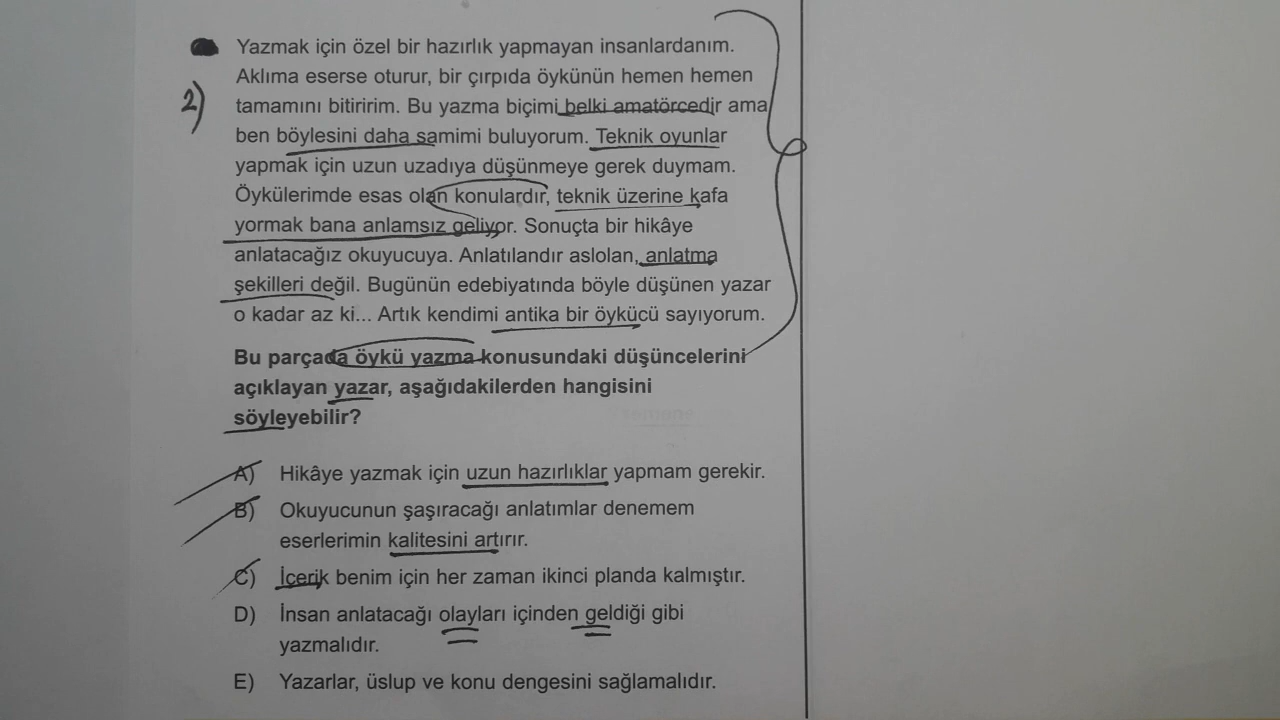 Yazmak için özel bir hazırlık yapmayan insanlardanım.
2) Aklıma eserse oturur, bir çırpıda öykünün hemen hemen
tamamını bitiririm. Bu yazma biçimi belki amatörcedir ama
ben böylesini daha samimi buluyorum. Teknik oyunlar
yapmak için uzun uzadıya düşünmeye gerek duymam.
Öykülerimde esas olan konulardır, teknik üzerine kafa
yormak bana anlamsız geliyor. Sonuçta bir hikâye
anlatacağız okuyucuya. Anlatılandır aslolan, anlatma
şekilleri değil. Bugünün edebiyatında böyle düşünen yazar
o kadar az ki... Artık kendimi antika bir öykücü sayıyorum.
Bu parçada öykü yazma konusundaki düşüncelerini
açıklayan yazar, aşağıdakilerden hangisini
söyleyebilir?
A) Hikâye yazmak için uzun hazırlıklar yapmam gerekir.
B) Okuyucunun şaşıracağı anlatımlar denemem
eserlerimin kalitesini artırır.
C) İçerik benim için her zaman ikinci planda kalmıştır.
D) İnsan anlatacağı olayları içinden geldiği gibi
yazmalıdır.
E) Yazarlar, üslup ve konu dengesini sağlamalıdır.